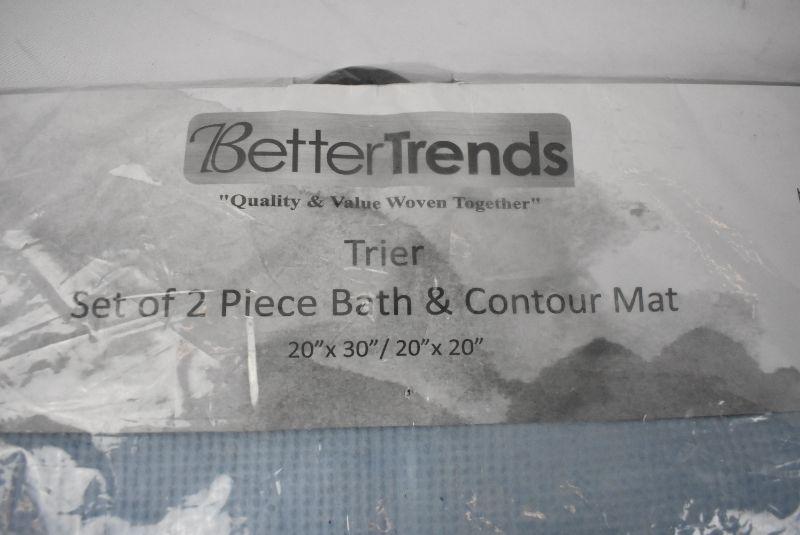 BetterTrends
"Quality & Value Woven Together"
Trier
Set of 2 Piece Bath & Contour Mat
20”x 30”/ 20”x 20”